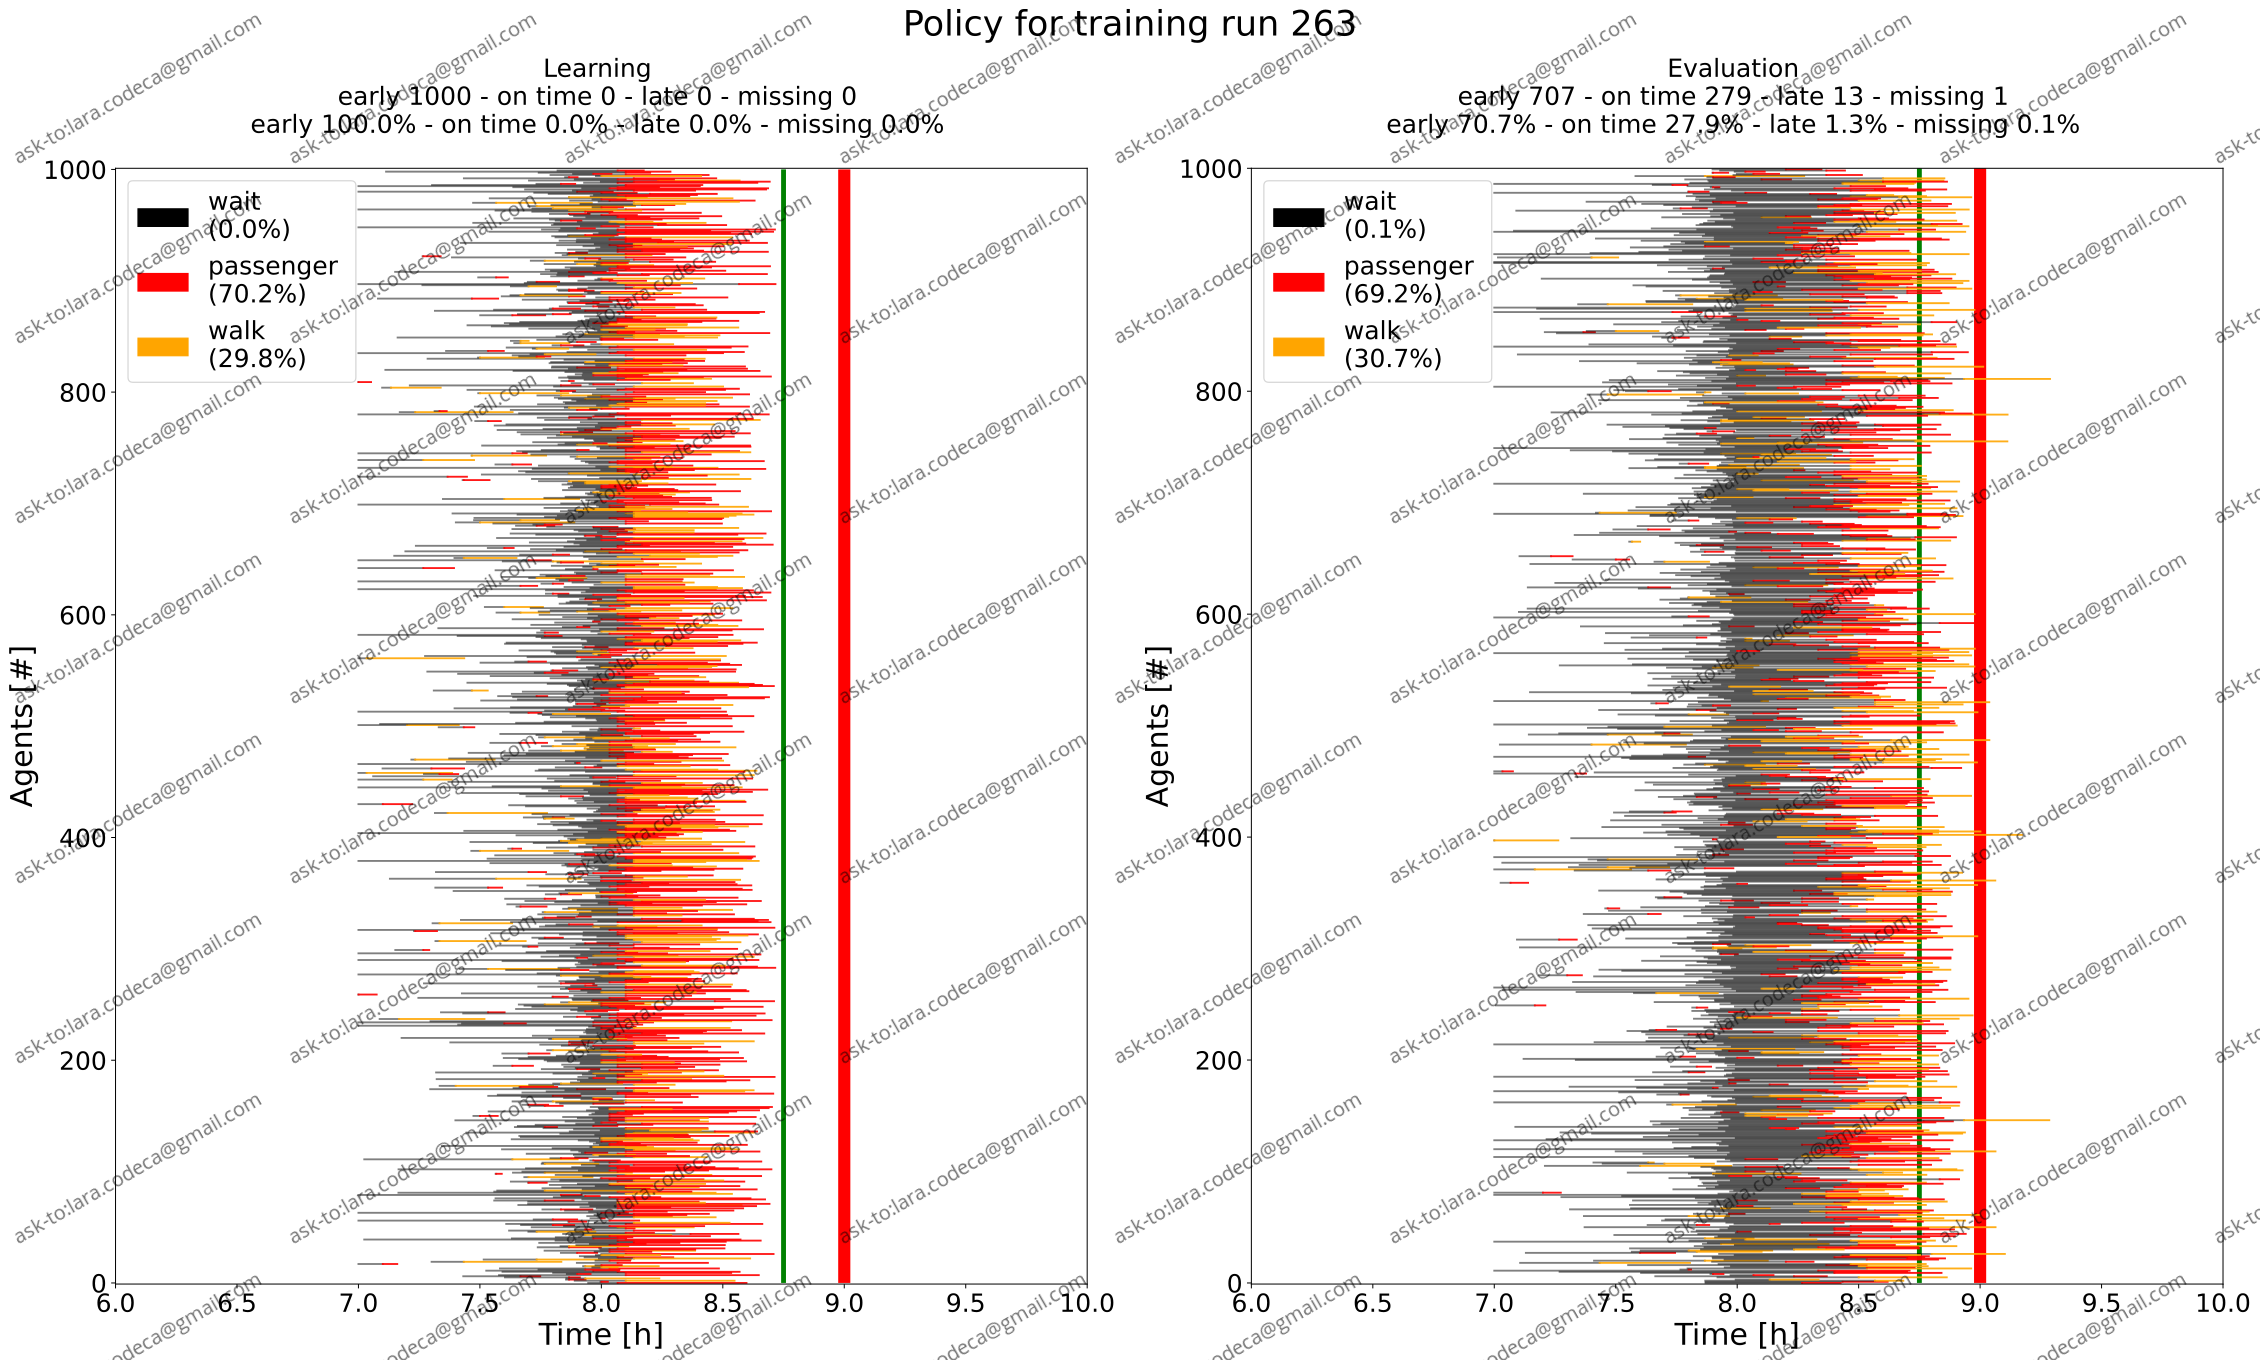 Policy for training run 263
Learning
early 1000 - on time 0 - late 0 - missing 0
early 100.0% - on time 0.0% - late 0.0% - missing 0.0%
wait
(0.0%)
passenger
(70.2%)
walk
(29.8%)
1000
800
600
400
200
0
Agents [#]
6.0 6.5 7.0 7.5 8.0 8.5 9.0 9.5 10.0
Time [h]
Evaluation
early 707 - on time 279 - late 13 - missing 1
early 70.7% - on time 27.9% - late 1.3% - missing 0.1%
wait
(0.1%)
passenger
(69.2%)
walk
(30.7%)
1000
800
600
400
200
0
Agents [#]
6.0 6.5 7.0 7.5 8.0 8.5 9.0 9.5 10.0
Time [h]
ask-to:lara.codeca@gmail.com